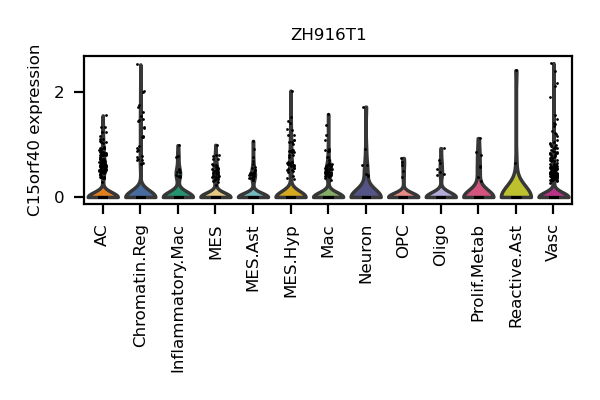 ZH916T1
C15orf40 expression
2
0
AC
Chromatin.Reg
Inflammatory.Mac
MES
MES.Ast
MES.Hyp
Mac
Neuron
OPC
Oligo
Prolif.Metab
Reactive.Ast
Vasc